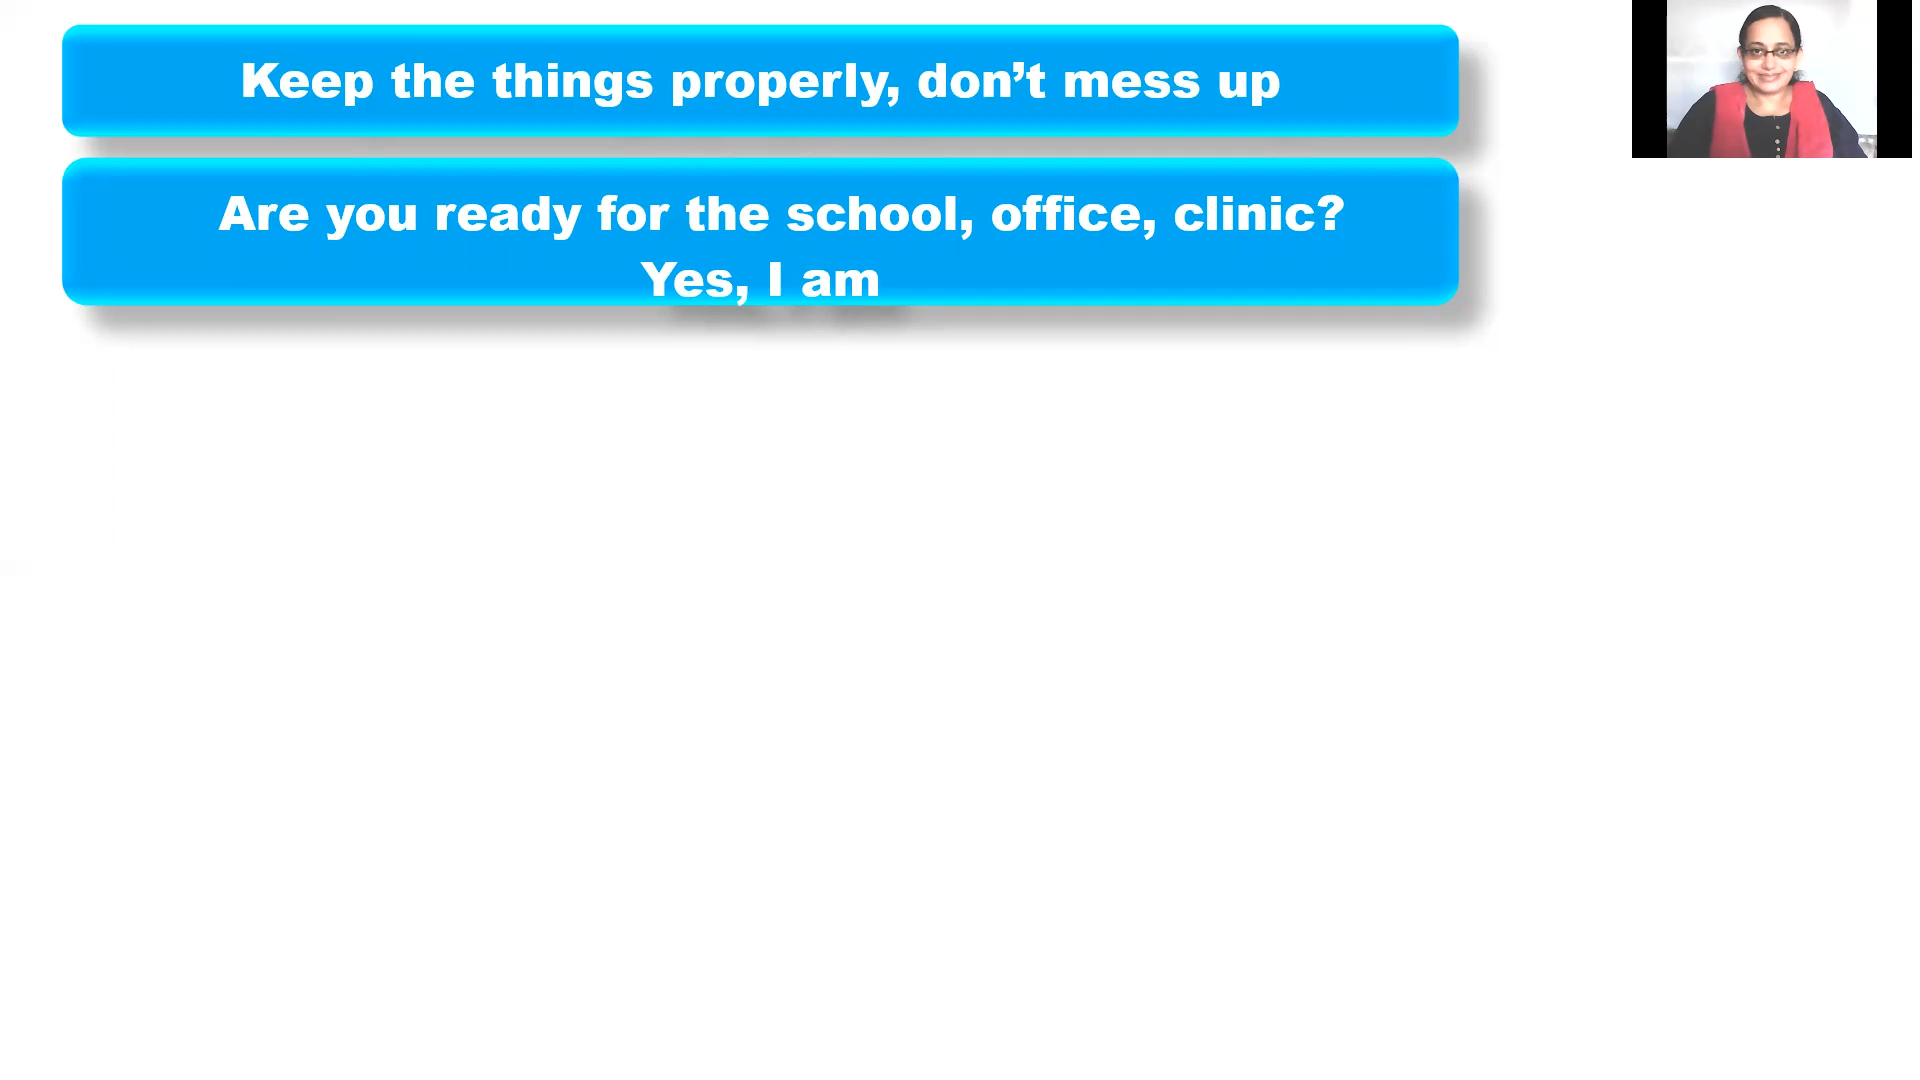 Keep the things properly, don’t mess up
Are you ready for the school, office, clinic?
Yes, I am